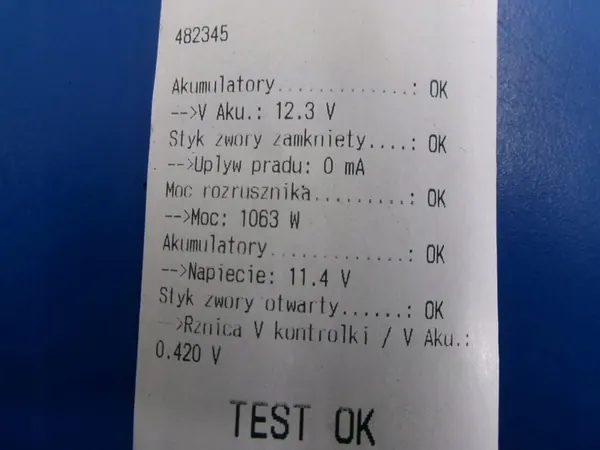 482345
Akumulatory.............: OK
-->V Aku.: 12.3 V
Styk zwory zamkniety....: OK
-->Uplyw pradu: 0 mA
Moc rozrusznika.........: OK
-->Moc: 1063 W
Akumulatory.............: OK
-->Napiecie: 11.4 V
Styk zwory otwarty......: OK
-->Rznica V kontrolki / V Aku.:
0.420 V
TEST OK